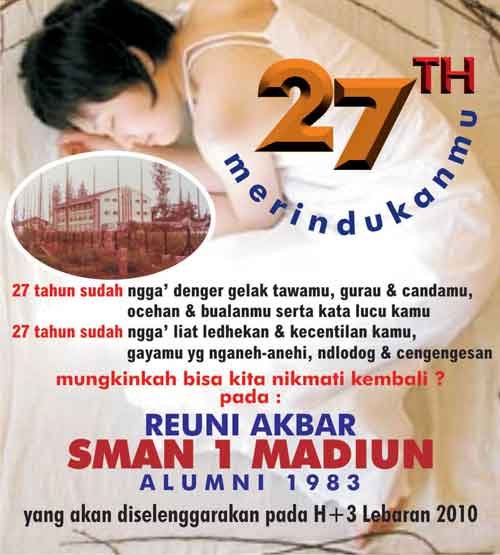 27TH
merindukanmu
27 tahun sudah ngga' denger gelak tawamu, gurau & candamu,
ocehan & bualanmu serta kata lucu kamu
27 tahun sudah ngga' liat ledhekan & kecentilan kamu,
gayamu yg nganeh-anehi, ndlodog & cengengesan
mungkinkah bisa kita nikmati kembali ?
pada :
REUNI AKBAR
SMAN 1 MADIUN
ALUMNI 1983
yang akan diselenggarakan pada H+3 Lebaran 2010